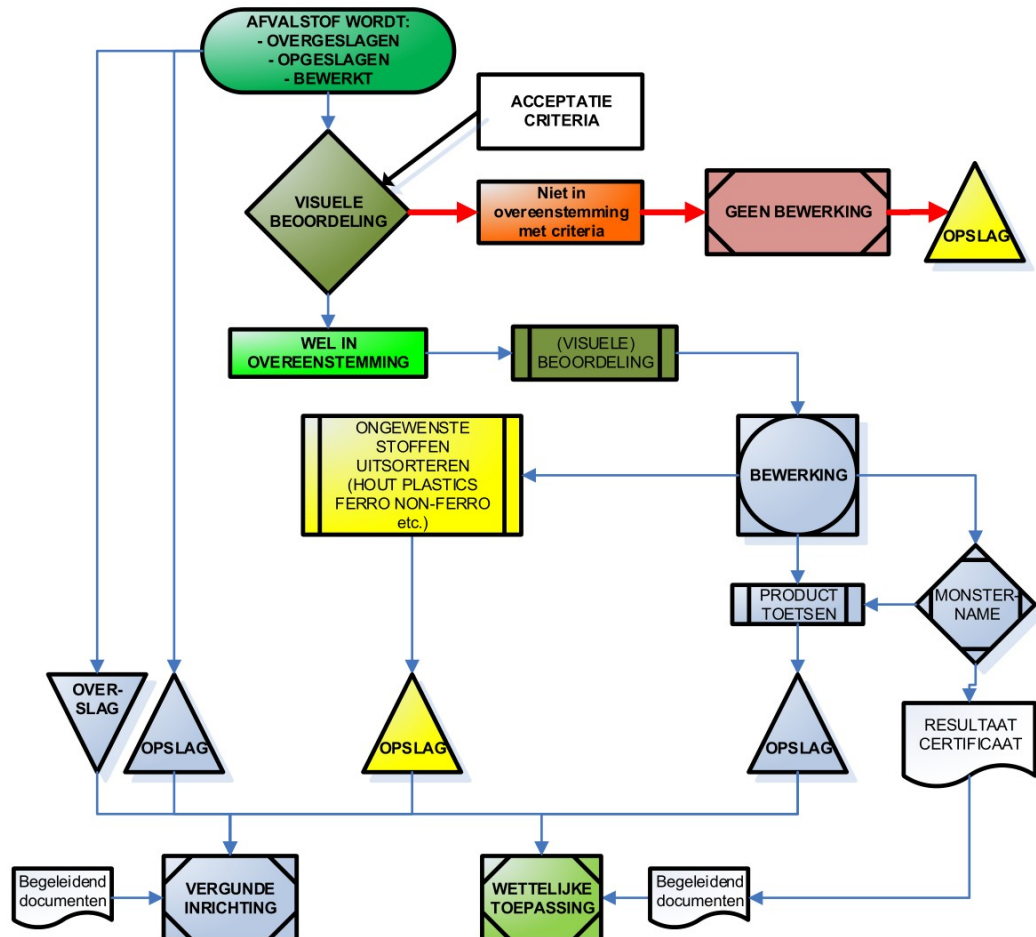 AFVALSTOF WORDT:
- OVERGESLAGEN
- OPGESLAGEN
- BEWERKT
ACCEPTATIE
CRITERIA
VISUELE
BEOORDELING
Niet in
overeenstemming
met criteria
GEEN BEWERKING
OPSLAG
WEL IN
OVEREENSTEMMING
(VISUELE)
BEOORDELING
ONGEWENSTE
STOFFEN
UITSORTEREN
(HOUT PLASTICS
FERRO NON-FERRO
etc.)
BEWERKING
PRODUCT
TOETSEN
MONSTER-
NAME
OVER-
SLAG
OPSLAG
OPSLAG
OPSLAG
RESULTAAT
CERTIFICAAT
Begeleidend
documenten
VERGUNDE
INRICHTING
WETTELIJKE
TOEPASSING
Begeleidend
documenten